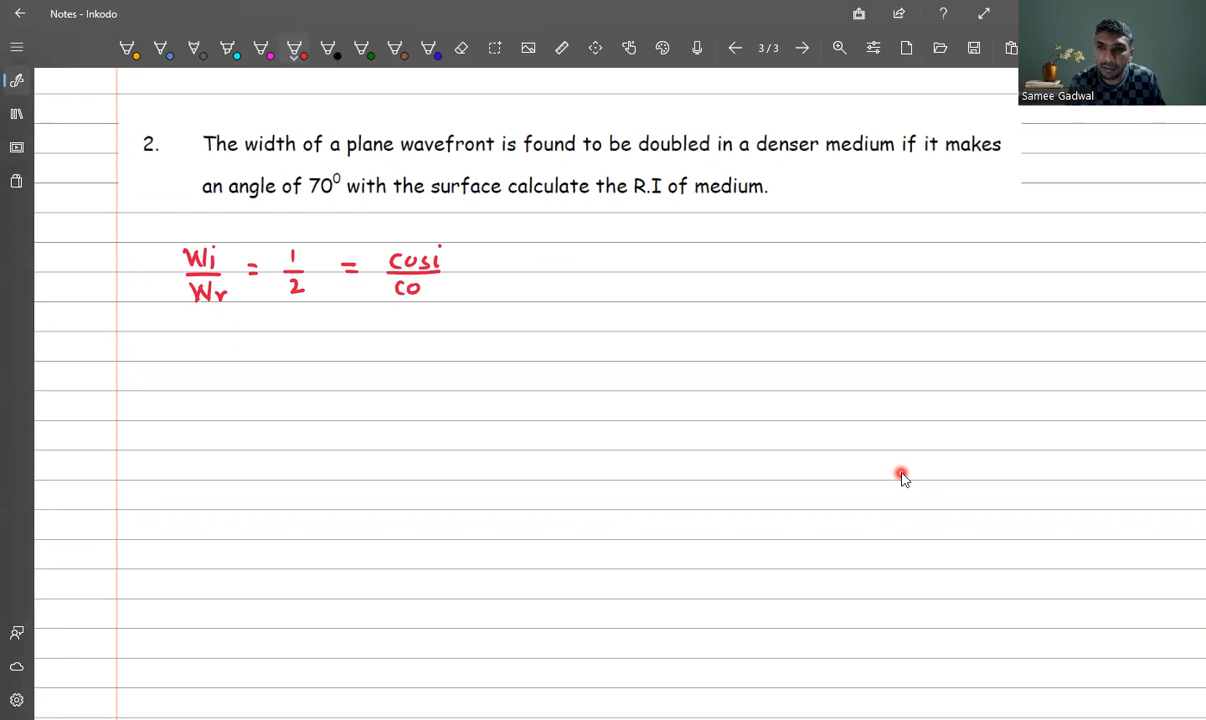 Notes - Inkodo
3 / 3
Samee Gadwal
2. The width of a plane wavefront is found to be doubled in a denser medium if it makes
an angle of 70⁰ with the surface calculate the R.I of medium.
Wi/Wr = 1/2 = cosi/co